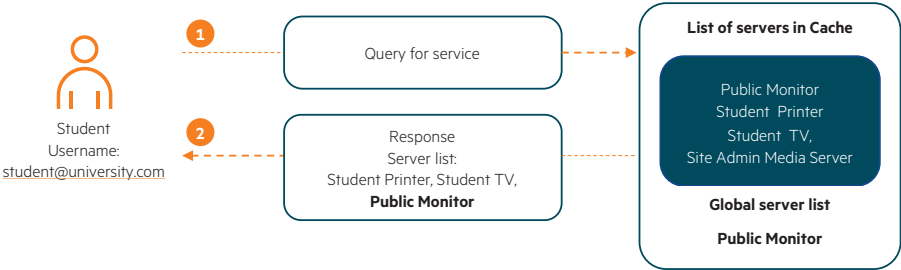 1
Query for service
List of servers in Cache
Public Monitor
Student Printer
Student TV,
Site Admin Media Server
Global server list
Public Monitor
Student
Username:
student@university.com
2
Response
Server list:
Student Printer, Student TV,
Public Monitor